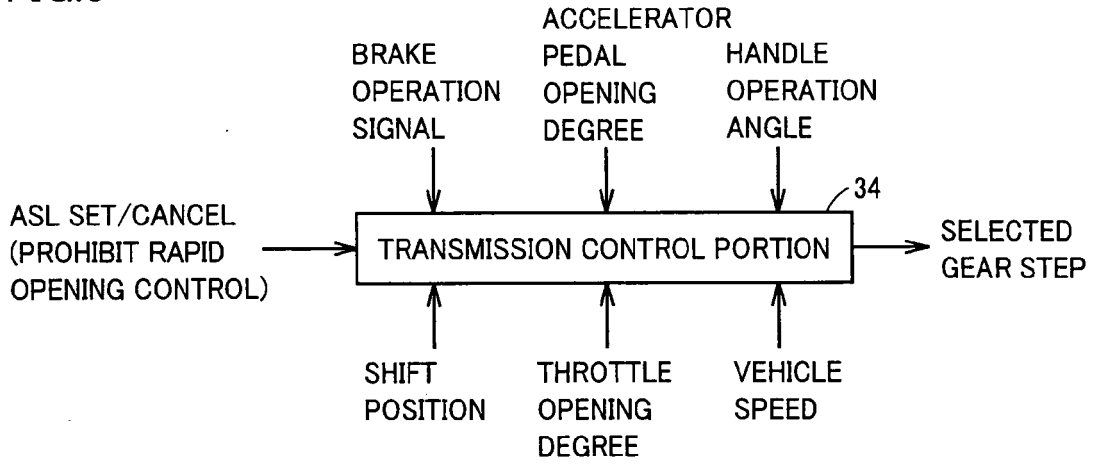 BRAKE
OPERATION
SIGNAL
ACCELERATOR
PEDAL
OPENING
DEGREE
HANDLE
OPERATION
ANGLE
34
ASL SET/CANCEL
(PROHIBIT RAPID
OPENING CONTROL)
TRANSMISSION CONTROL PORTION
SELECTED
GEAR STEP
SHIFT
POSITION
THROTTLE
OPENING
DEGREE
VEHICLE
SPEED